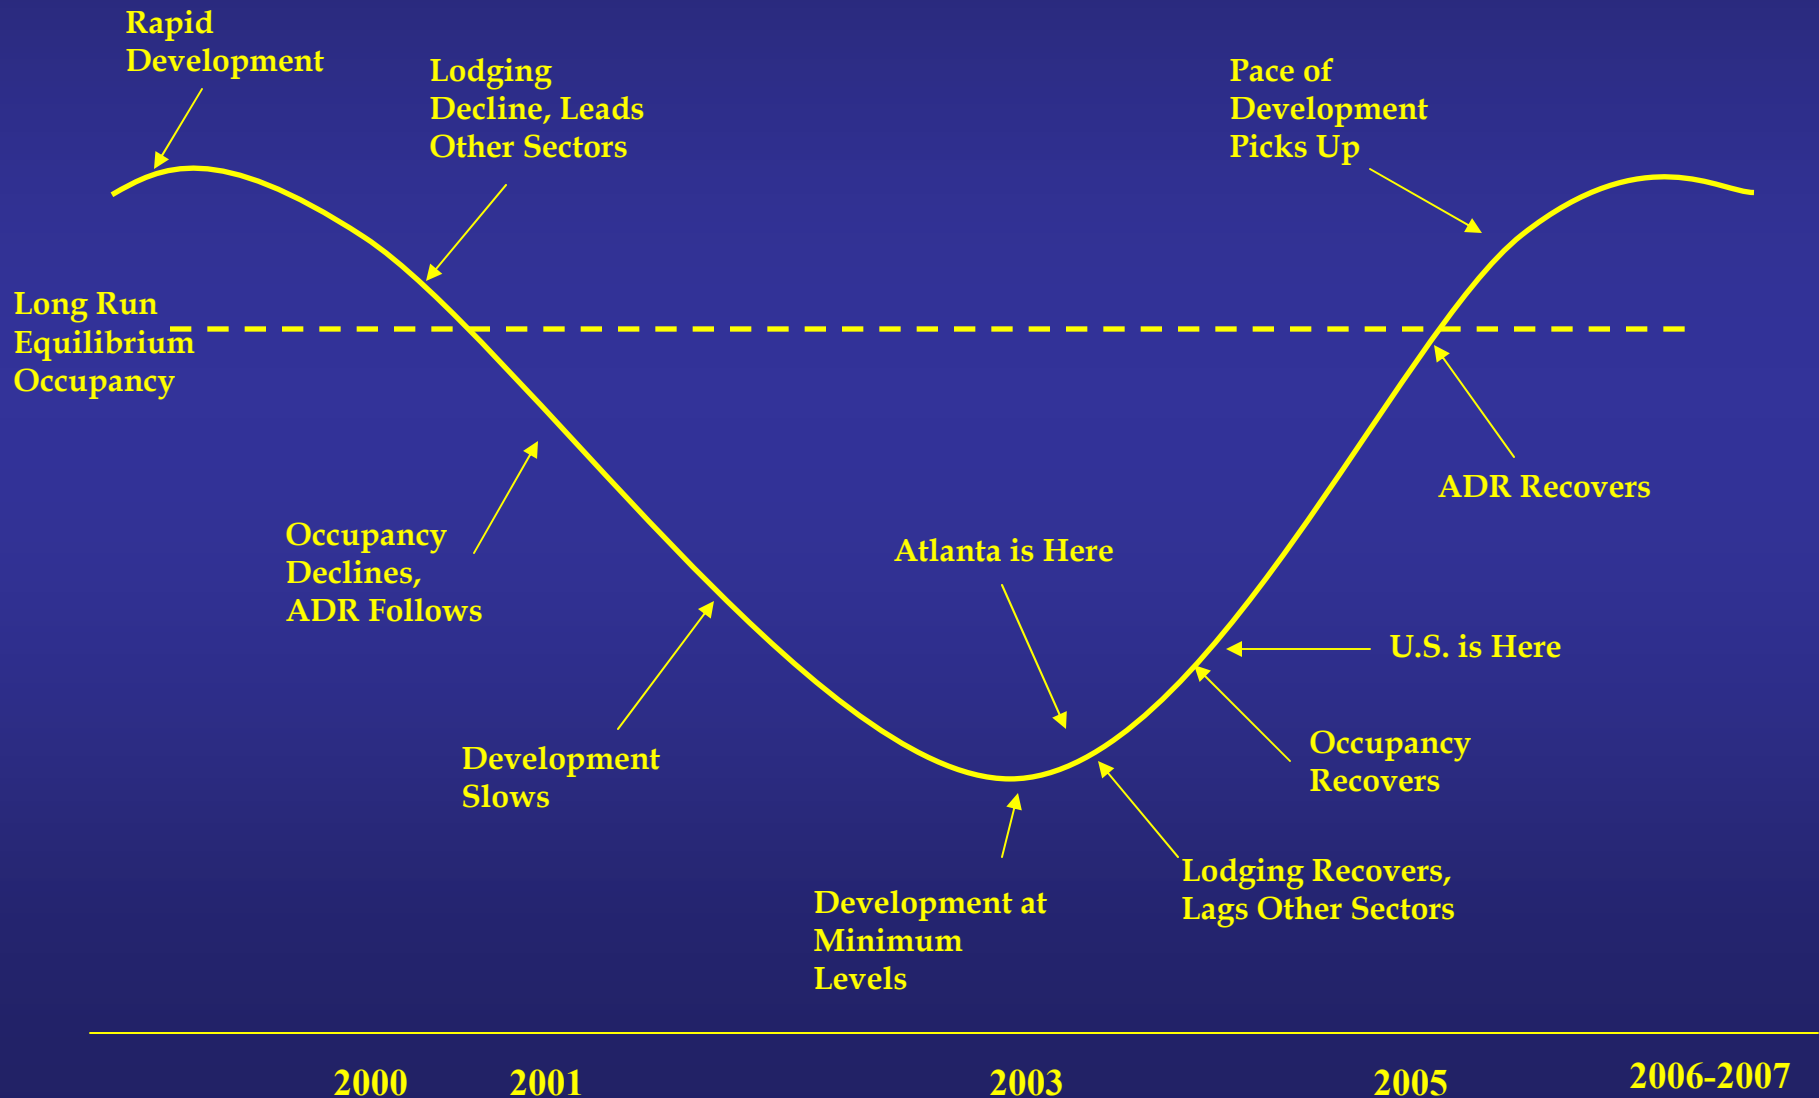 Rapid
Development
Lodging
Decline, Leads
Other Sectors
Pace of
Development
Picks Up
Long Run
Equilibrium
Occupancy
ADR Recovers
Occupancy
Declines,
ADR Follows
Atlanta is Here
U.S. is Here
Development
Slows
Occupancy
Recovers
Lodging Recovers,
Lags Other Sectors
Development at
Minimum
Levels
2000
2001
2003
2005
2006-2007